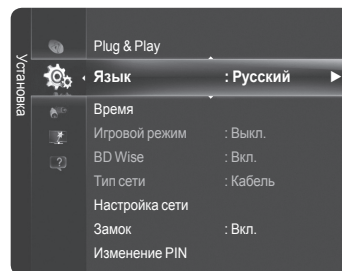 Установка
Plug & Play
Язык : Русский
Время
Игровой режим : Выкл.
BD Wise : Вкл.
Тип сети : Кабель
Настройка сети
Замок : Вкл.
Изменение PIN